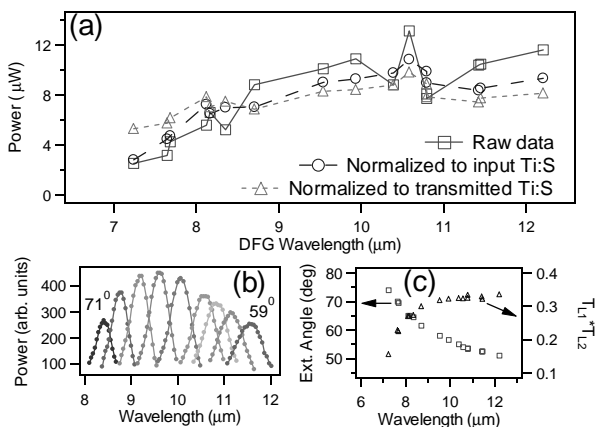 (a)
12
8
4
0
Power (μW)
Raw data
Normalized to input Ti:S
Normalized to transmitted Ti:S
7 8 9 10 11 12
DFG Wavelength (μm)
(b)
400
300
200
100
Power (arb. units)
71⁰
59⁰
8 9 10 11 12
Wavelength (μm)
(c)
80
70
60
50
Ext. Angle (deg)
0.4
0.3
0.2
0.1
T_L1*T_L2
6 8 10 12
Wavelength (μm)